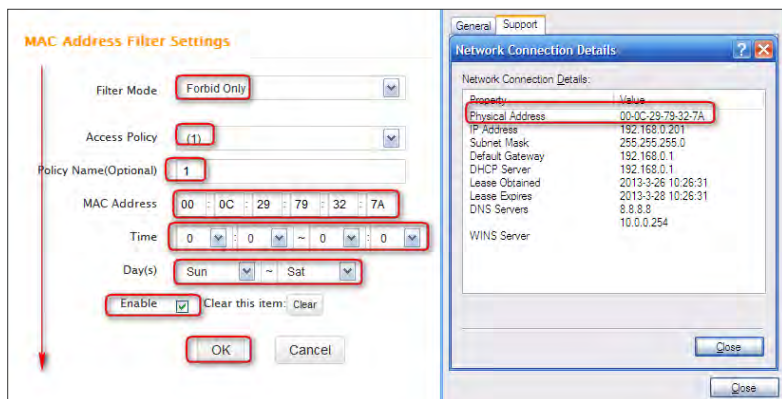 MAC Address Filter Settings
Filter Mode Forbid Only
Access Policy (1)
Policy Name(Optional) 1
MAC Address 00 : 0C : 29 : 79 : 32 : 7A
Time 0 : 0 ~ 0 : 0
Day(s) Sun ~ Sat
Enable Clear this item: Clear
OK Cancel
General Support
Network Connection Details
Network Connection Details:
Property Value
Physical Address 00-0C-29-79-32-7A
IP Address 192.168.0.201
Subnet Mask 255.255.255.0
Default Gateway 192.168.0.1
DHCP Server 192.168.0.1
Lease Obtained 2013-3-26 10:26:31
Lease Expires 2013-3-28 10:26:31
DNS Servers 8.8.8.8
10.0.0.254
WINS Server
Close
Close